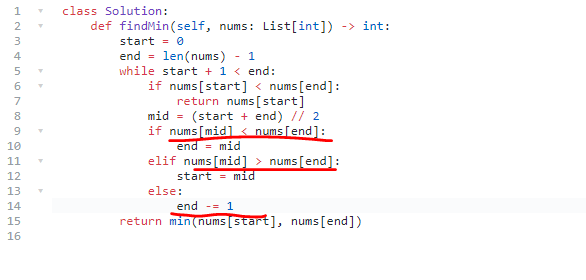 1 class Solution:
2 def findMin(self, nums: List[int]) -> int:
3 start = 0
4 end = len(nums) - 1
5 while start + 1 < end:
6 if nums[start] < nums[end]:
7 return nums[start]
8 mid = (start + end) // 2
9 if nums[mid] < nums[end]:
10 end = mid
11 elif nums[mid] > nums[end]:
12 start = mid
13 else:
14 end -= 1
15 return min(nums[start], nums[end])
16